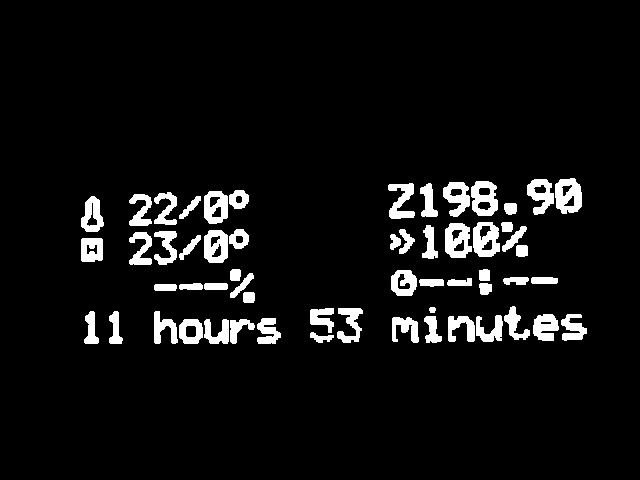 22/0° Z198.90
23/0° »100%
---% --:--
11 hours 53 minutes